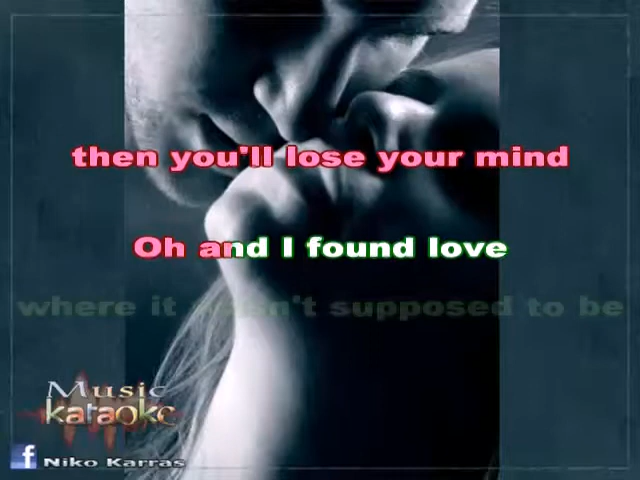 then you'll lose your mind
Oh and I found love
where it wasn't supposed to be
Music
karaoke
f Niko Karras